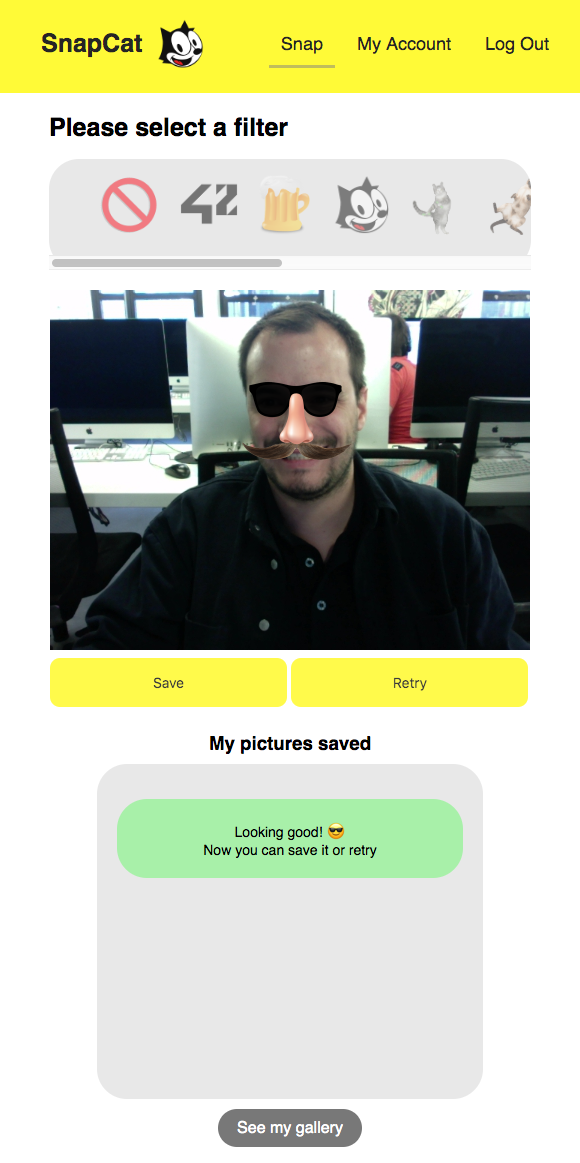 SnapCat
Snap
My Account
Log Out
Please select a filter
42
Save
Retry
My pictures saved
Looking good! 😎
Now you can save it or retry
See my gallery